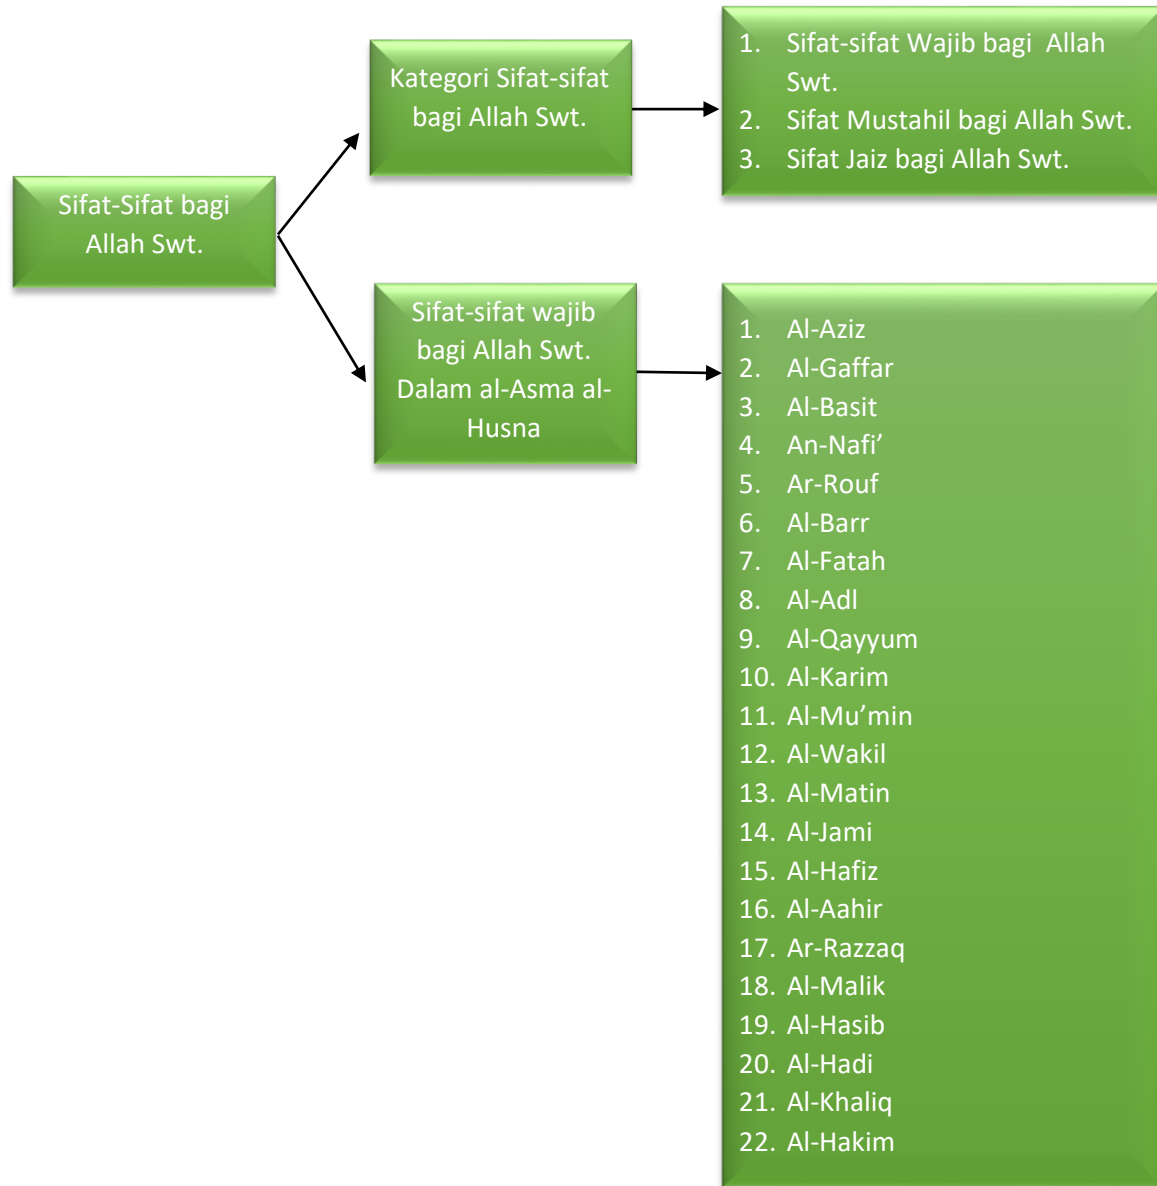 Sifat-Sifat bagi
Allah Swt.
Kategori Sifat-sifat
bagi Allah Swt.
1. Sifat-sifat Wajib bagi Allah
Swt.
2. Sifat Mustahil bagi Allah Swt.
3. Sifat Jaiz bagi Allah Swt.
Sifat-sifat wajib
bagi Allah Swt.
Dalam al-Asma al-
Husna
1. Al-Aziz
2. Al-Gaffar
3. Al-Basit
4. An-Nafi’
5. Ar-Rouf
6. Al-Barr
7. Al-Fatah
8. Al-Adl
9. Al-Qayyum
10. Al-Karim
11. Al-Mu’min
12. Al-Wakil
13. Al-Matin
14. Al-Jami
15. Al-Hafiz
16. Al-Aahir
17. Ar-Razzaq
18. Al-Malik
19. Al-Hasib
20. Al-Hadi
21. Al-Khaliq
22. Al-Hakim